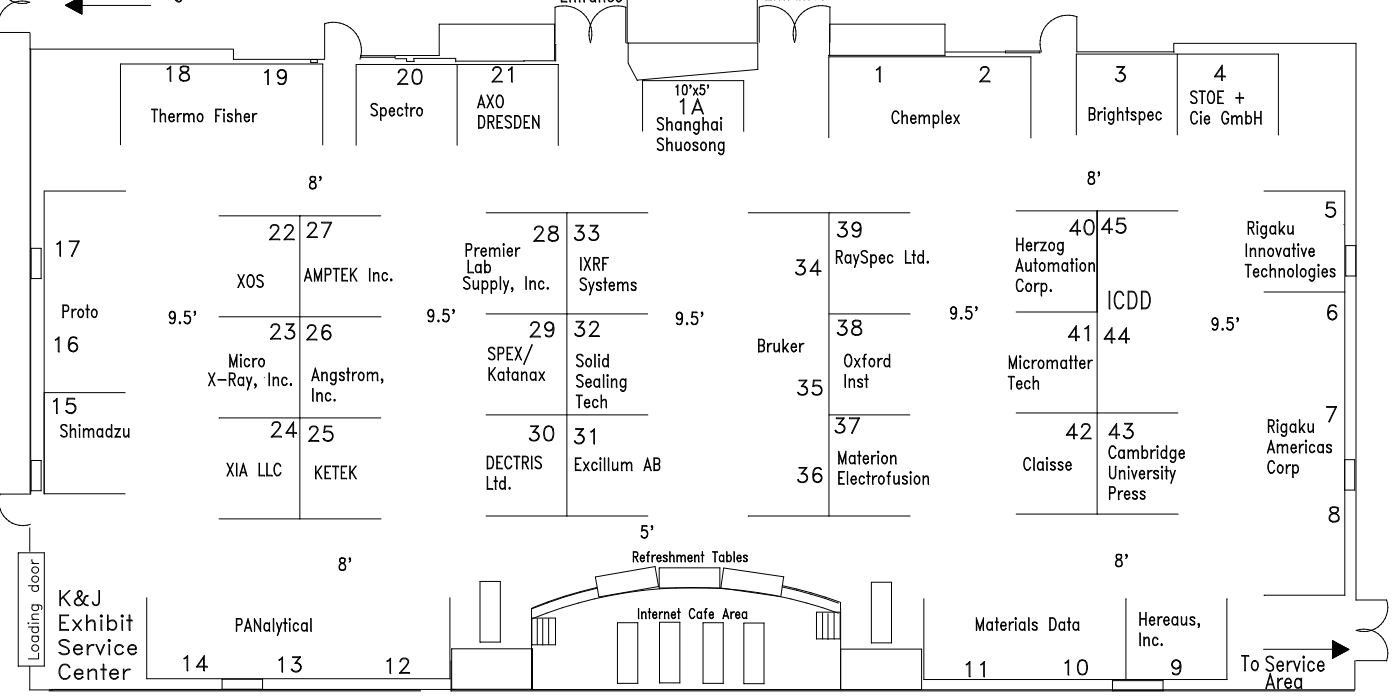 Entrance
18
19
Thermo Fisher
20
Spectro
21
AXO
DRESDEN
10'x5'
1A
Shanghai
Shuosong
1
2
Chemplex
3
Brightspec
4
STOE +
Cie GmbH
8'
8'
17
Proto
16
15
Shimadzu
9.5'
22
XOS
27
AMPTEK Inc.
23
Micro
X-Ray, Inc.
26
Angstrom,
Inc.
24
XIA LLC
25
KETEK
9.5'
28
Premier
Lab
Supply, Inc.
33
IXRF
Systems
29
SPEX/
Katanax
32
Solid
Sealing
Tech
30
DECTRIS
Ltd.
31
Excillum AB
9.5'
34
Bruker
35
36
39
RaySpec Ltd.
38
Oxford
Inst
37
Materion
Electrofusion
9.5'
40
Herzog
Automation
Corp.
45
ICDD
41
Micromatter
Tech
44
42
Claisse
43
Cambridge
University
Press
9.5'
5
Rigaku
Innovative
Technologies
6
7
Rigaku
Americas
Corp
8
8'
5'
8'
Refreshment Tables
Internet Cafe Area
Loading door
K&J
Exhibit
Service
Center
PANalytical
14
13
12
Materials Data
11
10
Hereaus,
Inc.
9
To Service
Area